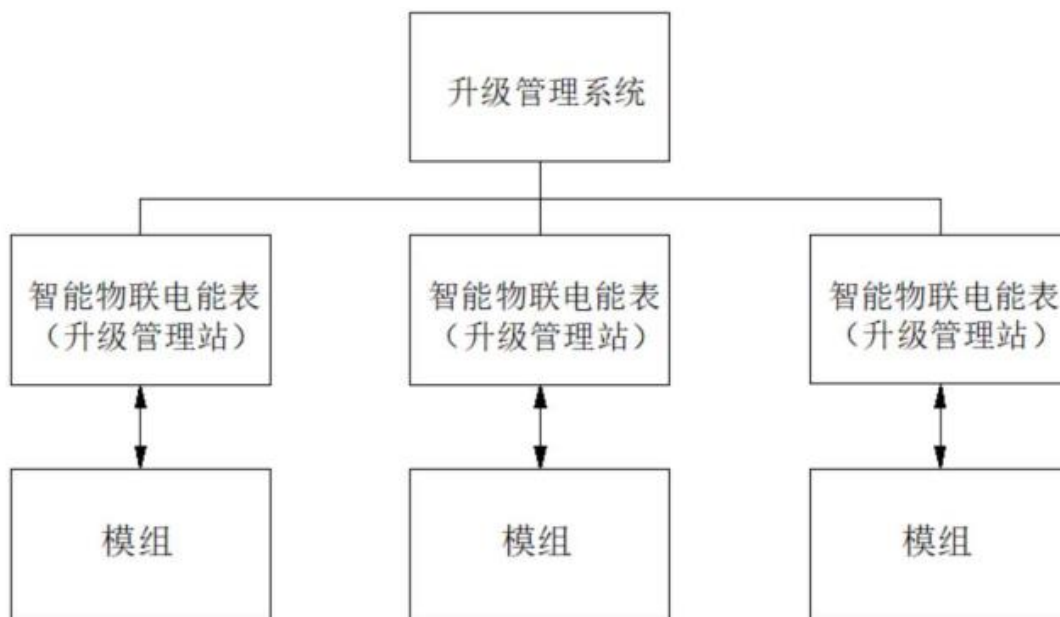 升级管理系统
智能物联电能表
（升级管理站）
智能物联电能表
（升级管理站）
智能物联电能表
（升级管理站）
模组
模组
模组